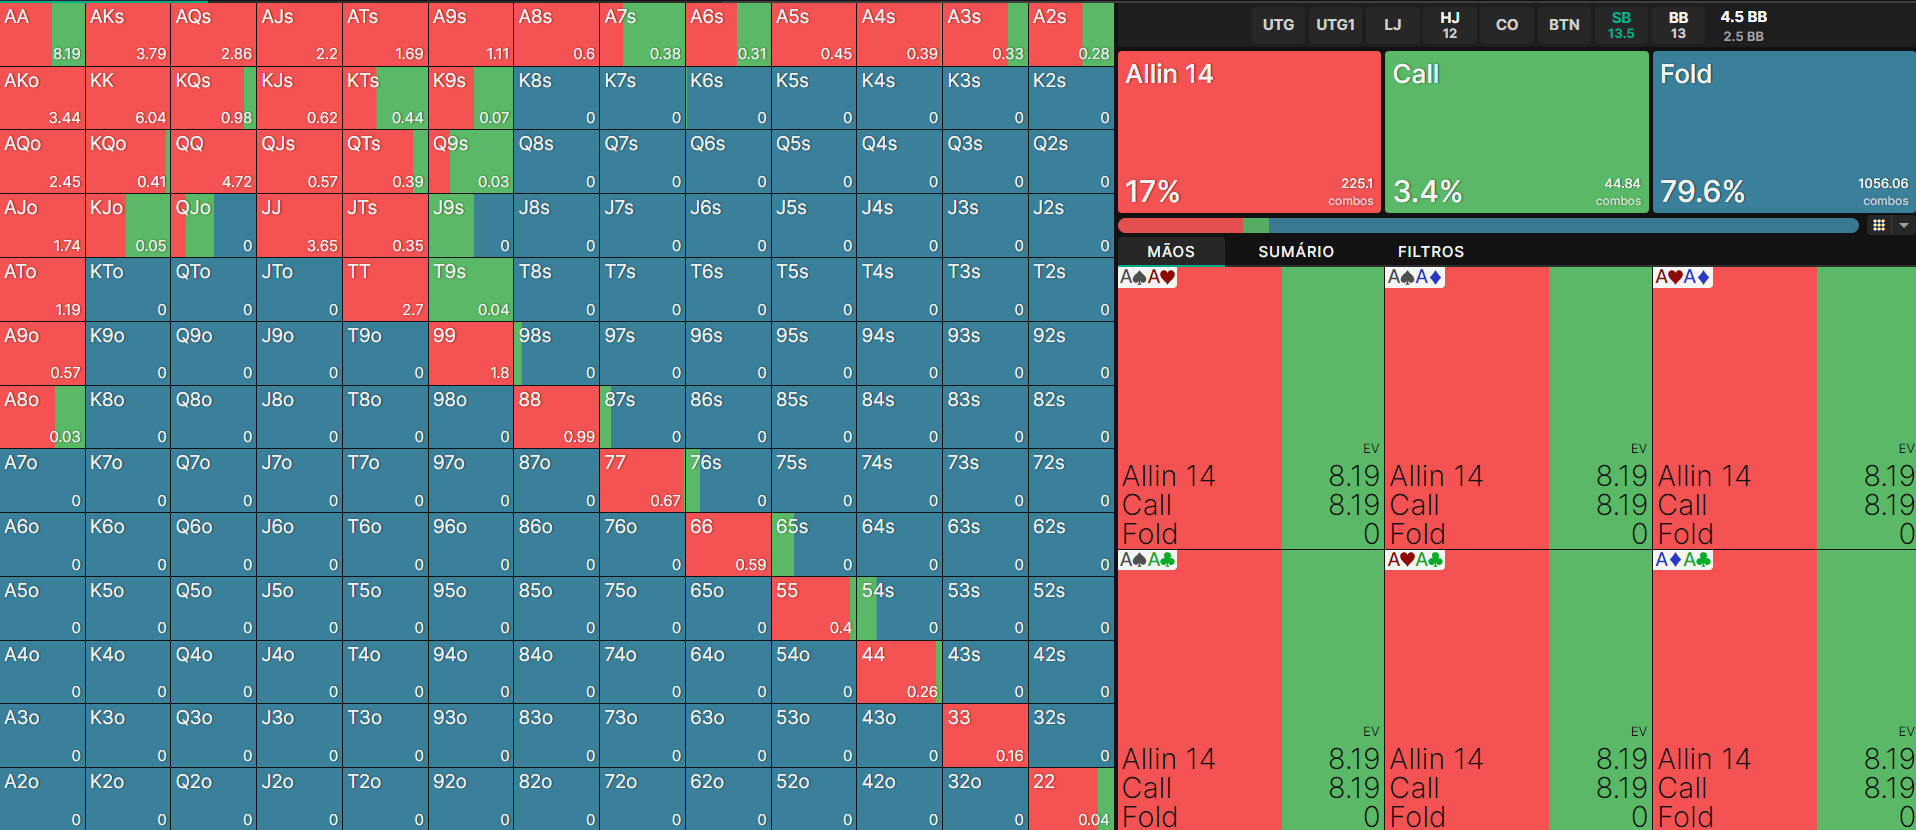 AA AKs AQs AJs ATs A9s A8s A7s A6s A5s A4s A3s A2s
8.19 3.79 2.86 2.2 1.69 1.11 0.6 0.38 0.31 0.45 0.39 0.33 0.28
AKo KK KQs KJs KTs K9s K8s K7s K6s K5s K4s K3s K2s
3.44 6.04 0.98 0.62 0.44 0.07 0 0 0 0 0 0 0
AQo KQo QQ QJs QTs Q9s Q8s Q7s Q6s Q5s Q4s Q3s Q2s
2.45 0.41 4.72 0.57 0.39 0.03 0 0 0 0 0 0 0
AJo KJo QJo JJ JTs J9s J8s J7s J6s J5s J4s J3s J2s
1.74 0.05 0 3.65 0.35 0 0 0 0 0 0 0 0
ATo KTo QTo JTo TT T9s T8s T7s T6s T5s T4s T3s T2s
1.19 0 0 0 2.7 0.04 0 0 0 0 0 0 0
A9o K9o Q9o J9o T9o 99 98s 97s 96s 95s 94s 93s 92s
0.57 0 0 0 0 1.8 0 0 0 0 0 0 0
A8o K8o Q8o J8o T8o 98o 88 87s 86s 85s 84s 83s 82s
0.03 0 0 0 0 0 0.99 0 0 0 0 0 0
A7o K7o Q7o J7o T7o 97o 87o 77 76s 75s 74s 73s 72s
0 0 0 0 0 0 0 0.67 0 0 0 0 0
A6o K6o Q6o J6o T6o 96o 86o 76o 66 65s 64s 63s 62s
0 0 0 0 0 0 0 0 0.59 0 0 0 0
A5o K5o Q5o J5o T5o 95o 85o 75o 65o 55 54s 53s 52s
0 0 0 0 0 0 0 0 0 0.4 0 0 0
A4o K4o Q4o J4o T4o 94o 84o 74o 64o 54o 44 43s 42s
0 0 0 0 0 0 0 0 0 0 0.26 0 0
A3o K3o Q3o J3o T3o 93o 83o 73o 63o 53o 43o 33 32s
0 0 0 0 0 0 0 0 0 0 0 0.16 0
A2o K2o Q2o J2o T2o 92o 82o 72o 62o 52o 42o 32o 22
0 0 0 0 0 0 0 0 0 0 0 0 0.04
UTG UTG1 LJ HJ CO BTN SB BB 4.5 BB
12 13.5 13 2.5 BB
Allin 14 Call Fold
17% 225.1 3.4% 44.84 79.6% 1056.06
combos combos combos
MÃOS SUMÁRIO FILTROS
A♠A♥ A♠A♦ A♥A♦
EV EV EV
Allin 14 8.19 Allin 14 8.19 Allin 14 8.19
Call 8.19 Call 8.19 Call 8.19
Fold 0 Fold 0 Fold 0
A♠A♣ A♥A♣ A♦A♣
EV EV EV
Allin 14 8.19 Allin 14 8.19 Allin 14 8.19
Call 8.19 Call 8.19 Call 8.19
Fold 0 Fold 0 Fold 0